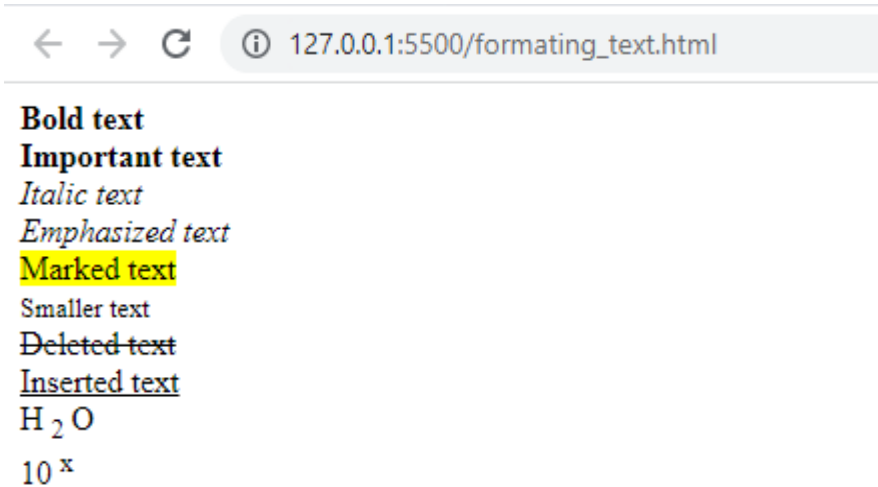 127.0.0.1:5500/formating_text.html
Bold text
Important text
Italic text
Emphasized text
Marked text
Smaller text
Deleted text
Inserted text
H 2 O
10 x